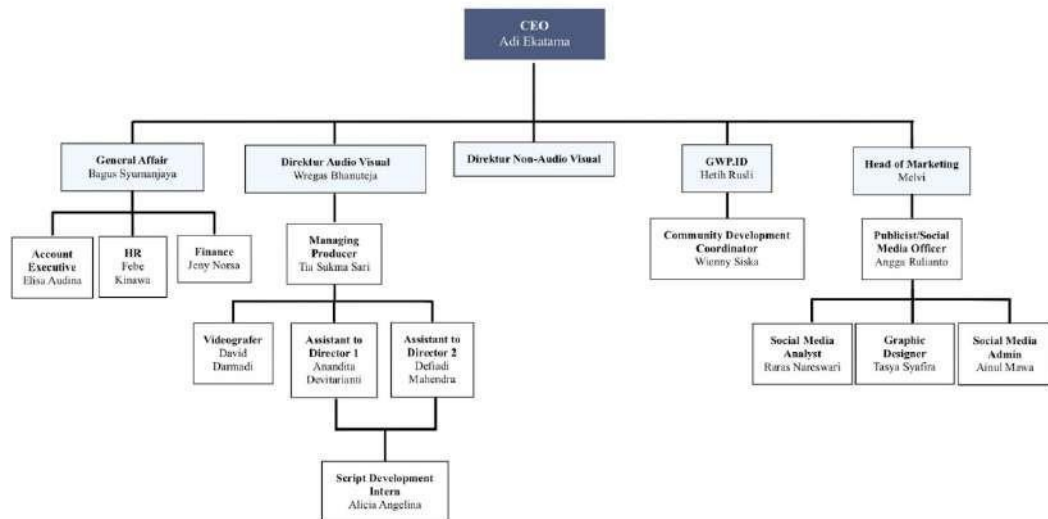 CEO
Adi Ekatama
General Affair
Bagus Syumanjaya
Direktur Audio Visual
Wregas Bhanuteja
Direktur Non-Audio Visual
GWP.ID
Hetih Rusli
Head of Marketing
Melvi
Account
Executive
Elisa Audina
HR
Febe
Kinawa
Finance
Jeny Norsa
Managing
Producer
Tia Sukma Sari
Community Development
Coordinator
Wienny Siska
Publicist/Social
Media Officer
Angga Rulianto
Videografer
David
Darmadi
Assistant to
Director 1
Anandita
Devitarianti
Assistant to
Director 2
Defiadi
Mahendra
Social Media
Analyst
Raras Nareswari
Graphic
Designer
Tasya Syafira
Social Media
Admin
Ainul Mawa
Script Development
Intern
Alicia Angelina